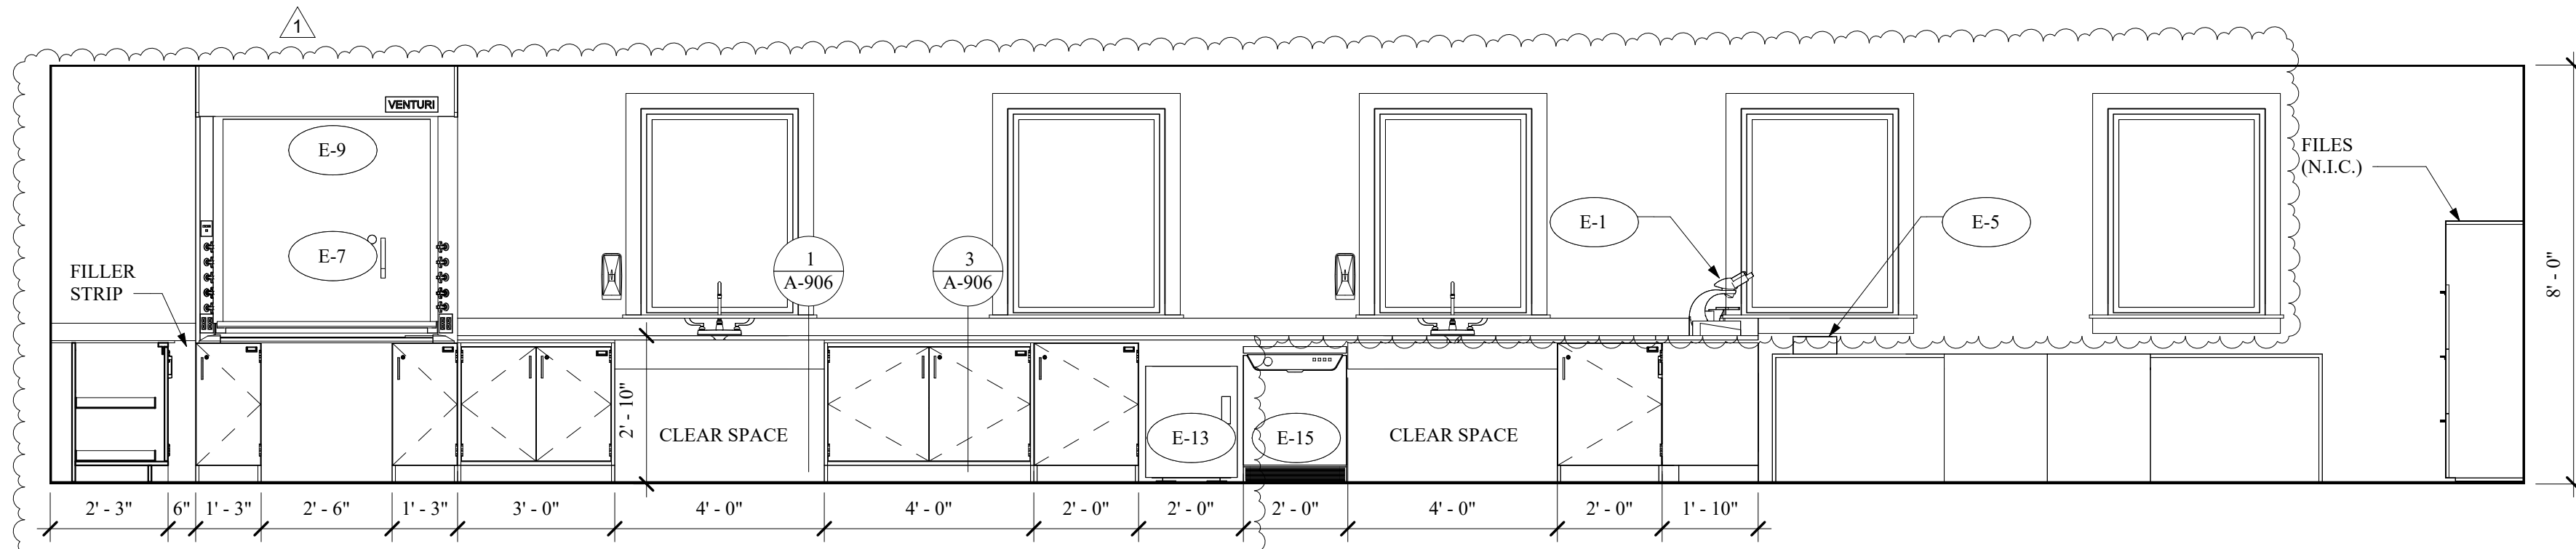 1
VENTURI
E-9
E-7
FILLER
STRIP
1
A-906
3
A-906
E-1
E-5
FILES
(N.I.C.)
8' - 0"
2' - 10"
CLEAR SPACE
E-13
E-15
CLEAR SPACE
2' - 3"
6"
1' - 3"
2' - 6"
1' - 3"
3' - 0"
4' - 0"
4' - 0"
2' - 0"
2' - 0"
2' - 0"
4' - 0"
2' - 0"
1' - 10"